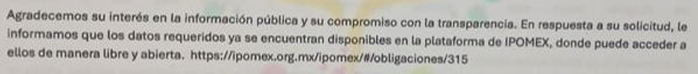 Agradecemos su interés en la información pública y su compromiso con la transparencia. En respuesta a su solicitud, le
informamos que los datos requeridos ya se encuentran disponibles en la plataforma de IPOMEX, donde puede acceder a
ellos de manera libre y abierta. https://ipomex.org.mx/ipomex/#/obligaciones/315